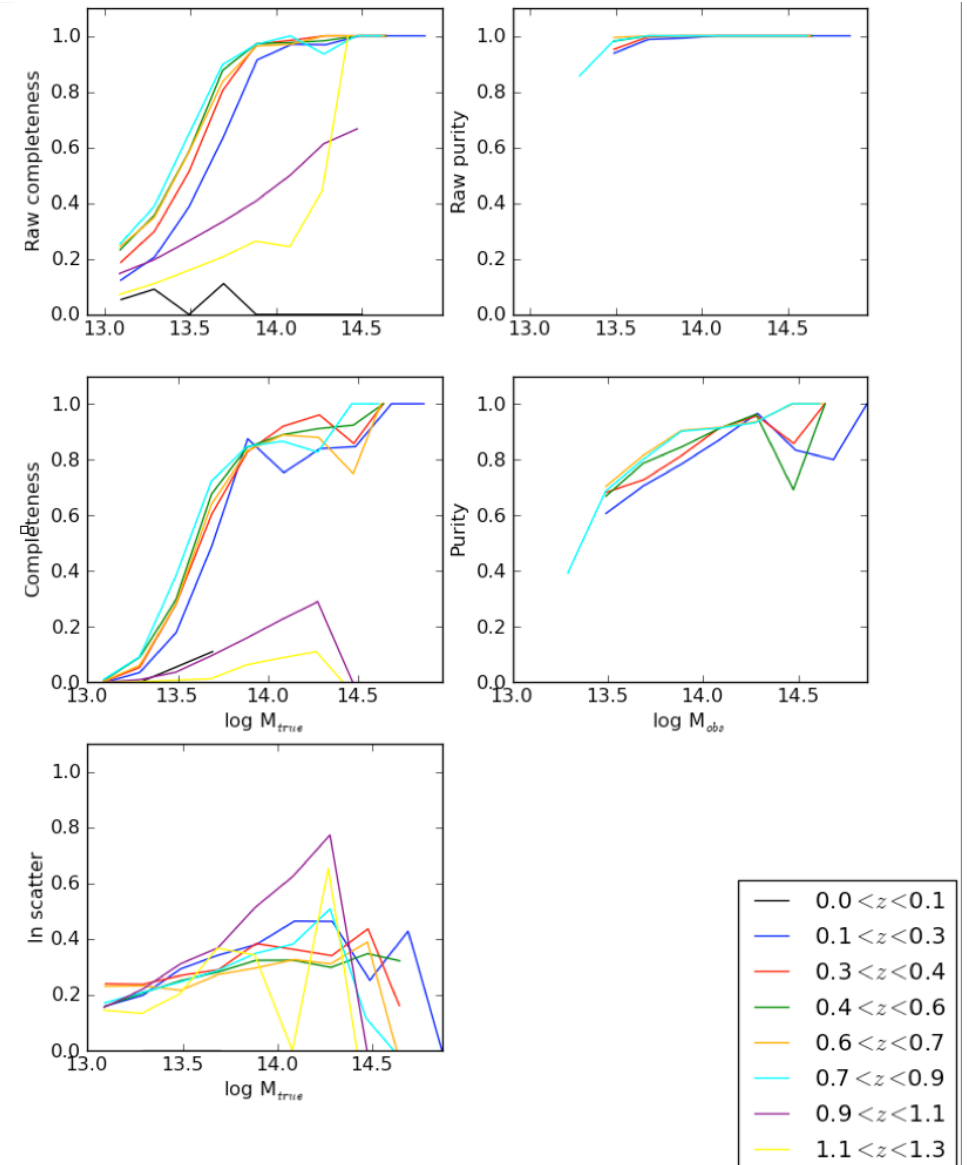 Raw completeness
1.0
0.8
0.6
0.4
0.2
0.0
13.0 13.5 14.0 14.5
Raw purity
1.0
0.8
0.6
0.4
0.2
0.0
13.0 13.5 14.0 14.5
Completeness
1.0
0.8
0.6
0.4
0.2
0.0
13.0 13.5 14.0 14.5
log M_true
Purity
1.0
0.8
0.6
0.4
0.2
0.0
13.0 13.5 14.0 14.5
log M_obs
ln scatter
1.0
0.8
0.6
0.4
0.2
0.0
13.0 13.5 14.0 14.5
log M_true
0.0 <z<0.1
0.1 <z<0.3
0.3 <z<0.4
0.4 <z<0.6
0.6 <z<0.7
0.7 <z<0.9
0.9 <z<1.1
1.1 <z<1.3